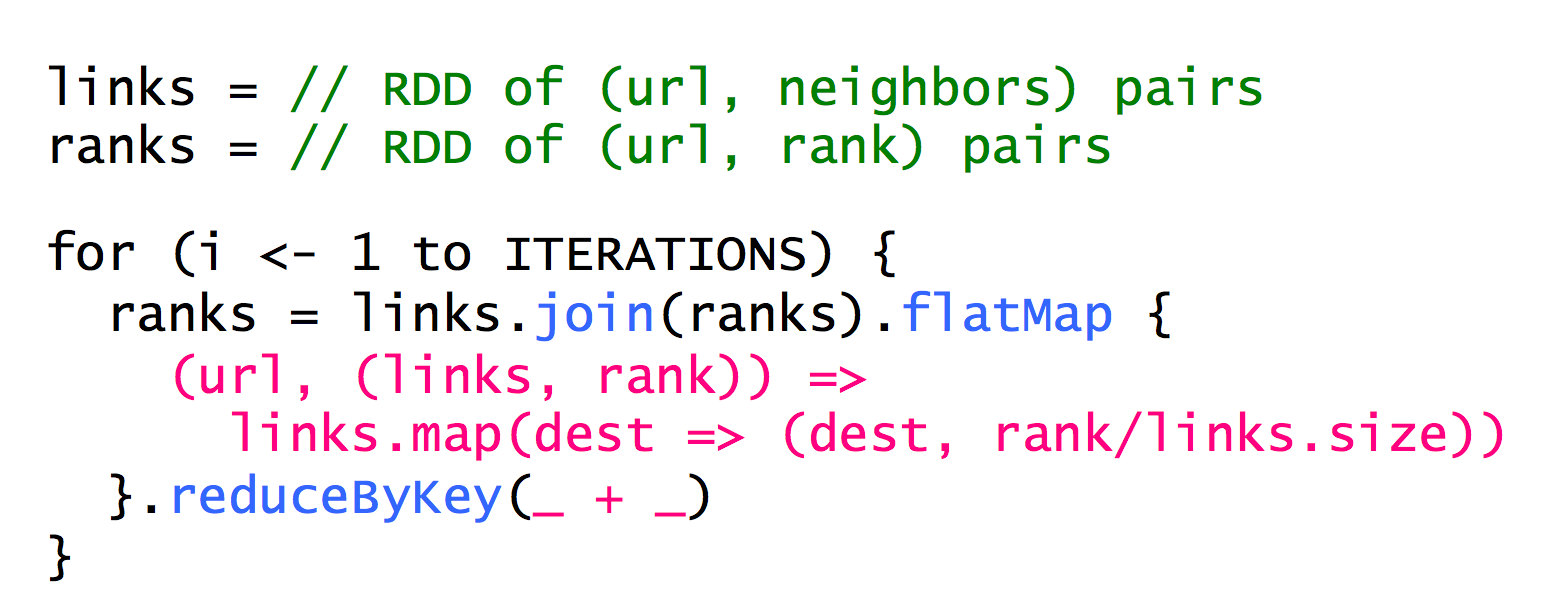 links = // RDD of (url, neighbors) pairs
ranks = // RDD of (url, rank) pairs
for (i <- 1 to ITERATIONS) {
ranks = links.join(ranks).flatMap {
(url, (links, rank)) =>
links.map(dest => (dest, rank/links.size))
}.reduceByKey(_ + _)
}